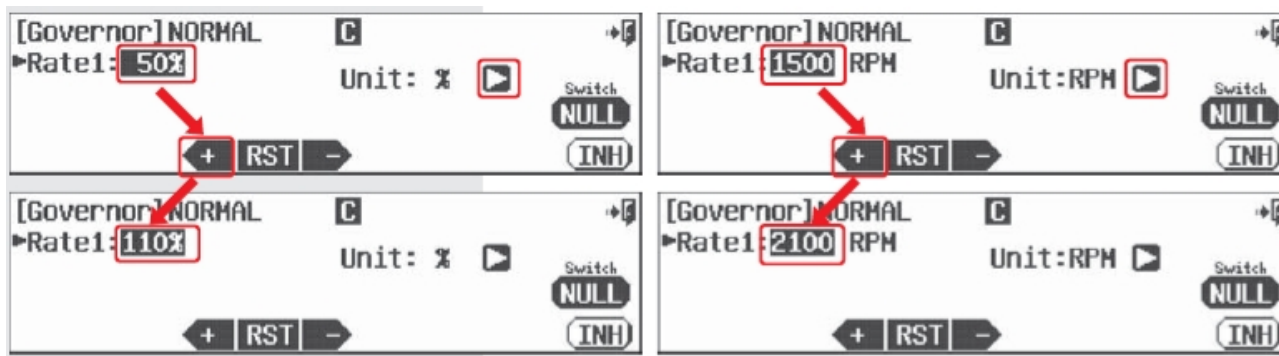 [Governor]NORMAL C
Rate1: 50%
Unit: %
Switch
NULL
+ RST -
INH
[Governor]NORMAL C
Rate1:1500 RPM
Unit:RPM
Switch
NULL
+ RST -
INH
[Governor]NORMAL C
Rate1:110%
Unit: %
Switch
NULL
+ RST -
INH
[Governor]NORMAL C
Rate1:2100 RPM
Unit:RPM
Switch
NULL
+ RST -
INH